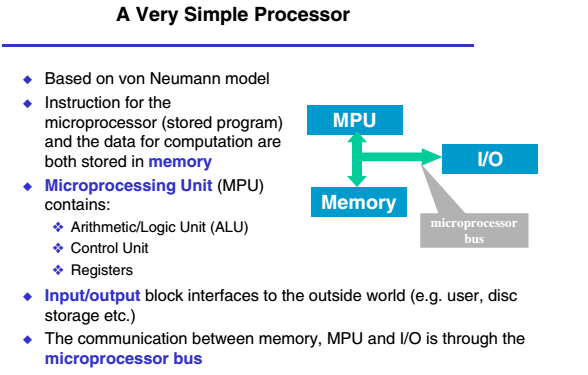 A Very Simple Processor
Based on von Neumann model
Instruction for the
microprocessor (stored program)
and the data for computation are
both stored in memory
Microprocessing Unit (MPU)
contains:
Arithmetic/Logic Unit (ALU)
Control Unit
Registers
MPU
I/O
Memory
microprocessor
bus
Input/output block interfaces to the outside world (e.g. user, disc
storage etc.)
The communication between memory, MPU and I/O is through the
microprocessor bus